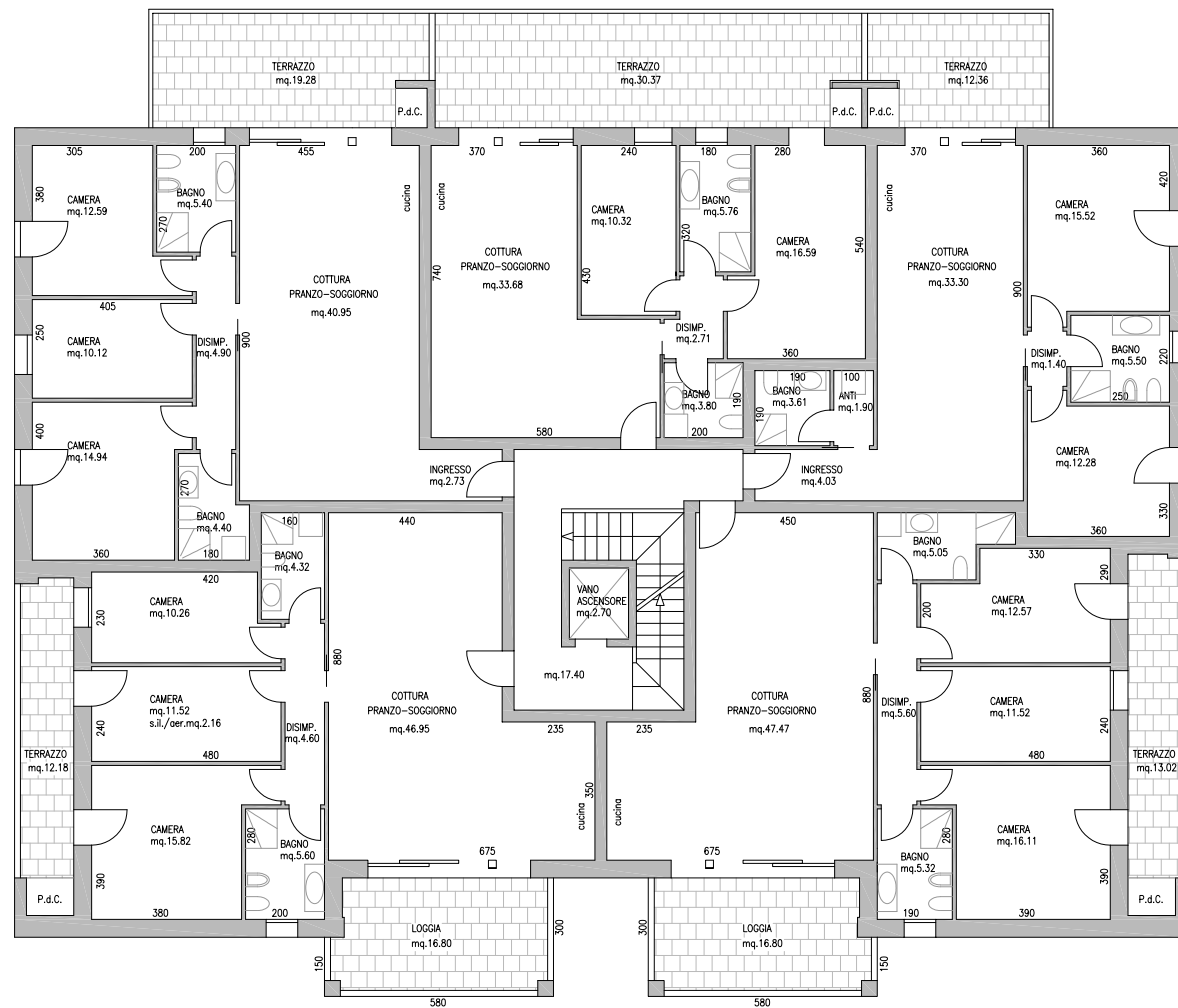 TERRAZZO
mq.19.28
TERRAZZO
mq.30.37
TERRAZZO
mq.12.36
P.d.C.
P.d.C.
P.d.C.
305
200
455
370
240
180
280
370
360
380
CAMERA
mq.12.59
BAGNO
mq.5.40
270
cucina
cucina
CAMERA
mq.10.32
BAGNO
mq.5.76
320
CAMERA
mq.16.59
540
cucina
CAMERA
mq.15.52
420
COTTURA
PRANZO-SOGGIORNO
mq.40.95
COTTURA
PRANZO-SOGGIORNO
mq.33.68
740
430
COTTURA
PRANZO-SOGGIORNO
mq.33.30
900
405
250
CAMERA
mq.10.12
DISIMP.
mq.4.90
900
DISIMP.
mq.2.71
360
DISIMP.
mq.1.40
BAGNO
mq.5.50
220
250
BAGNO
mq.3.80
190
200
190
BAGNO
mq.3.61
190
100
ANTI
mq.1.90
400
CAMERA
mq.14.94
580
CAMERA
mq.12.28
330
360
INGRESSO
mq.2.73
INGRESSO
mq.4.03
270
BAGNO
mq.4.40
360
180
160
440
450
BAGNO
mq.4.32
BAGNO
mq.5.05
330
290
420
230
CAMERA
mq.10.26
VANO
ASCENSORE
mq.2.70
200
CAMERA
mq.12.57
880
mq.17.40
880
CAMERA
mq.11.52
s.il./aer.mq.2.16
240
480
DISIMP.
mq.4.60
COTTURA
PRANZO-SOGGIORNO
mq.46.95
235
235
COTTURA
PRANZO-SOGGIORNO
mq.47.47
DISIMP.
mq.5.60
CAMERA
mq.11.52
240
480
TERRAZZO
mq.12.18
TERRAZZO
mq.13.02
350
cucina
cucina
CAMERA
mq.15.82
390
380
280
BAGNO
mq.5.60
200
675
675
BAGNO
mq.5.32
280
190
CAMERA
mq.16.11
390
390
P.d.C.
P.d.C.
LOGGIA
mq.16.80
300
150
580
LOGGIA
mq.16.80
300
150
580